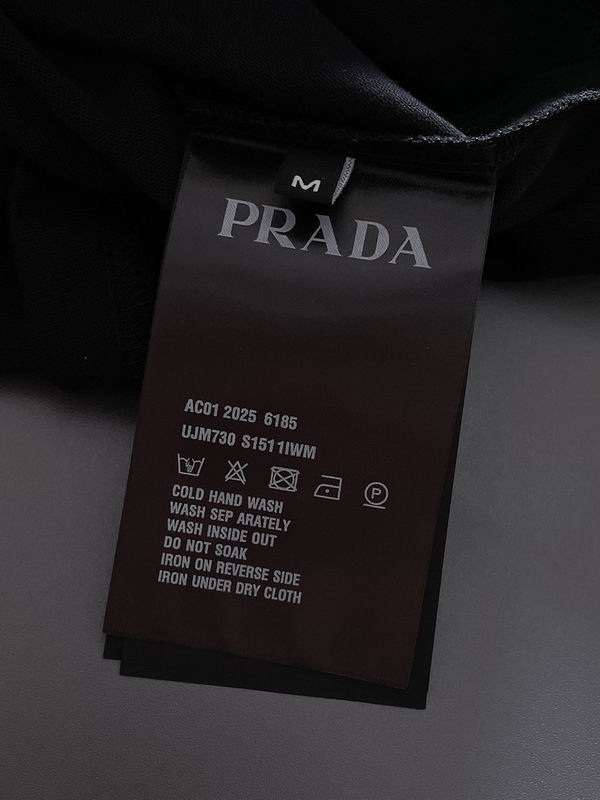 M
PRADA
AC01 2025 6185
UJM730 S1511IWM
P
COLD HAND WASH
WASH SEP ARATELY
WASH INSIDE OUT
DO NOT SOAK
IRON ON REVERSE SIDE
IRON UNDER DRY CLOTH